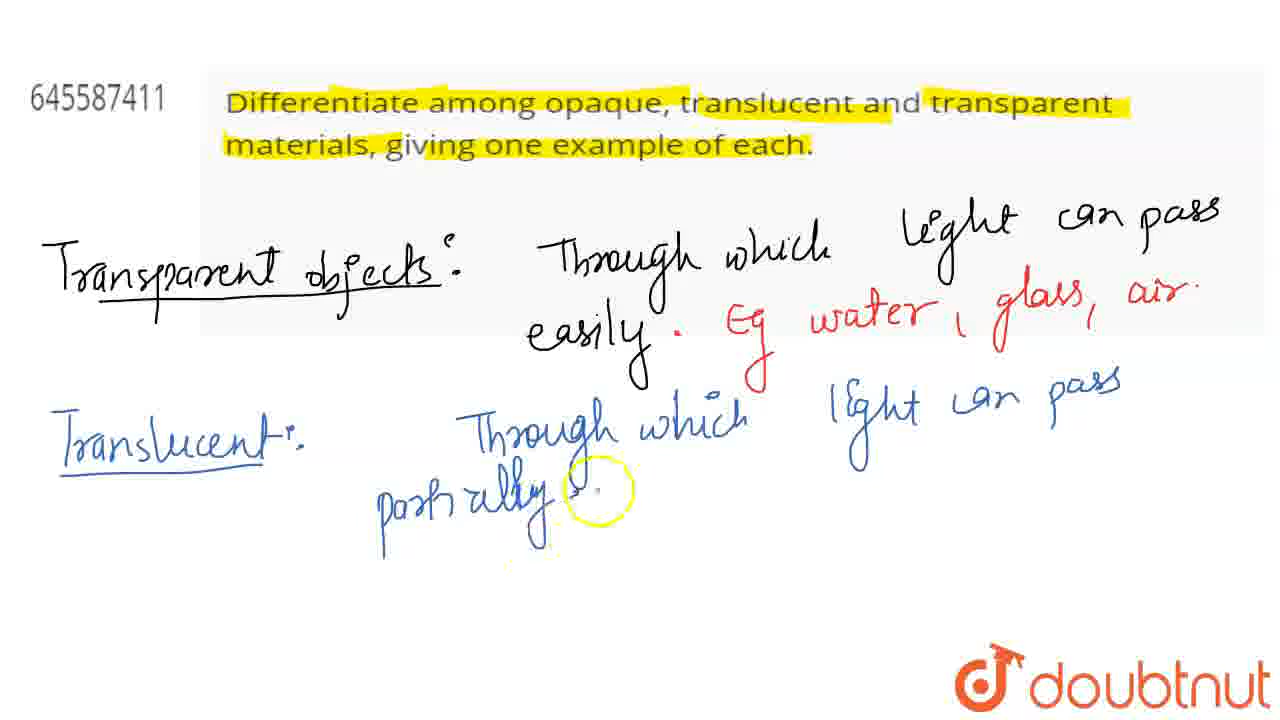 645587411
Differentiate among opaque, translucent and transparent
materials, giving one example of each.
Transparent objects: Through which light can pass
easily. Eg water, glass, air.
Translucent: Through which light can pass
partially
doubtnut